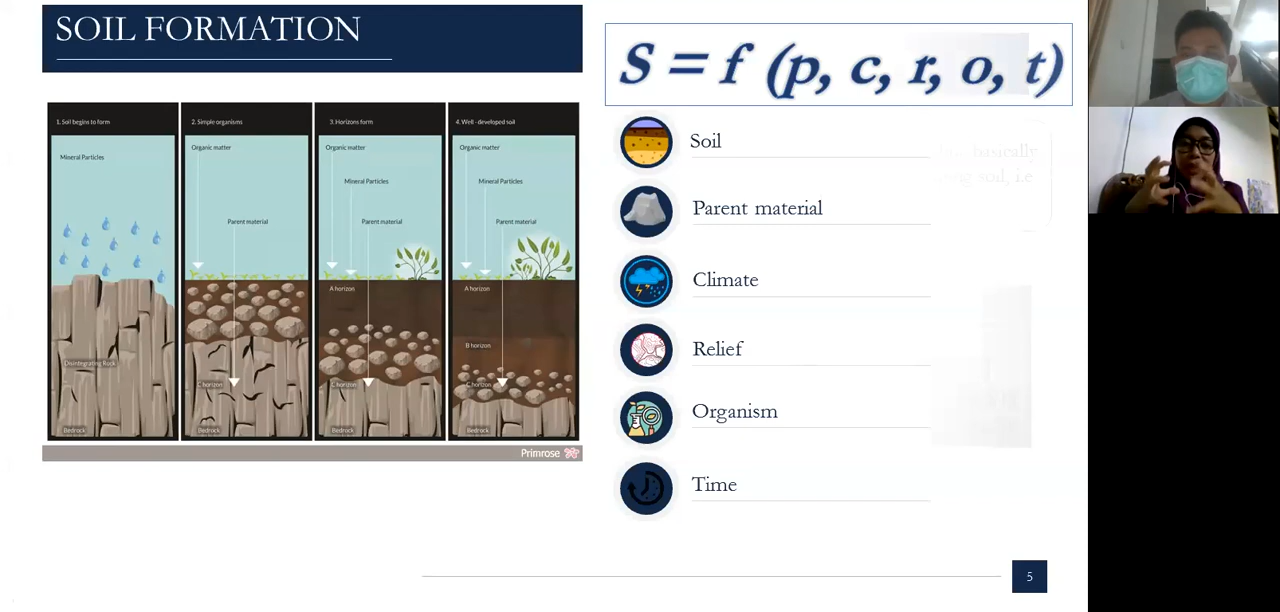 SOIL FORMATION
S = f (p, c, r, o, t)
1. Soil begins to form
Mineral Particles
Disintegrating Rock
Bedrock
2. Simple organisms
Organic matter
Parent material
C horizon
Bedrock
3. Horizons form
Organic matter
Mineral Particles
Parent material
A horizon
C horizon
Bedrock
4. Well - developed soil
Organic matter
Mineral Particles
Parent material
A horizon
B horizon
C horizon
Bedrock
Primrose
Soil
Parent material
Climate
Relief
Organism
Time
basically
soil, i.e
5